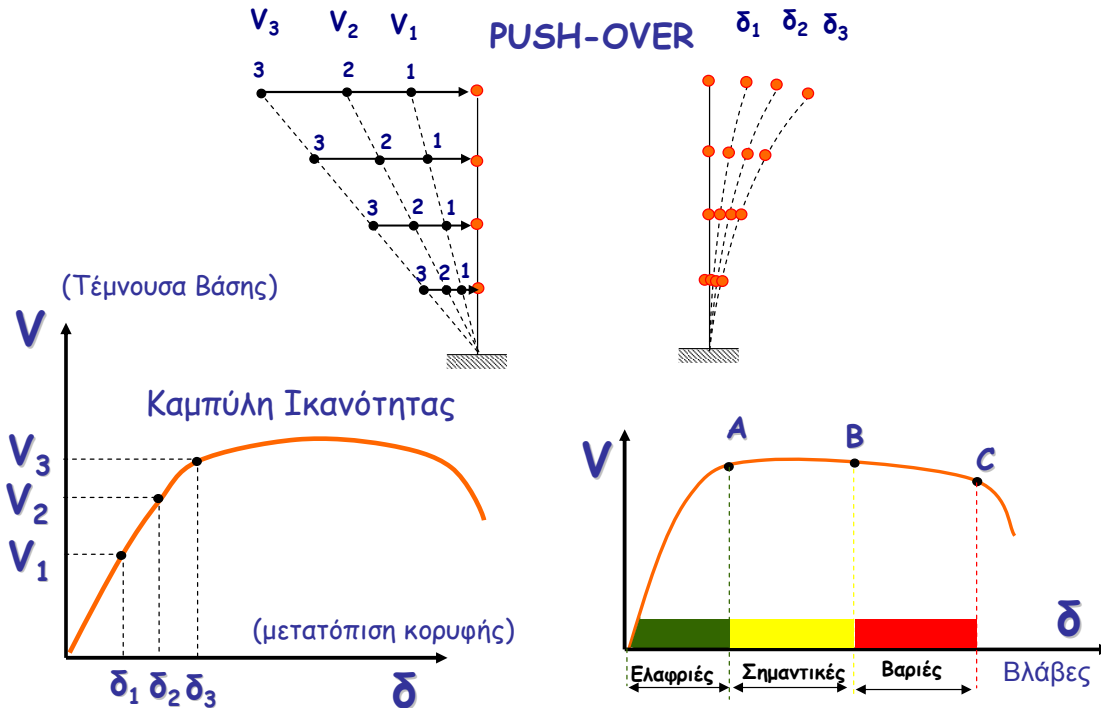 V3 V2 V1
PUSH-OVER
δ1 δ2 δ3
3 2 1
3 2 1
3 2 1
3 2 1
(Τέμνουσα Βάσης)
V
Καμπύλη Ικανότητας
V3
V2
V1
(μετατόπιση κορυφής)
δ1 δ2 δ3 δ
V
A B C
δ
Ελαφριές Σημαντικές Βαριές Βλάβες